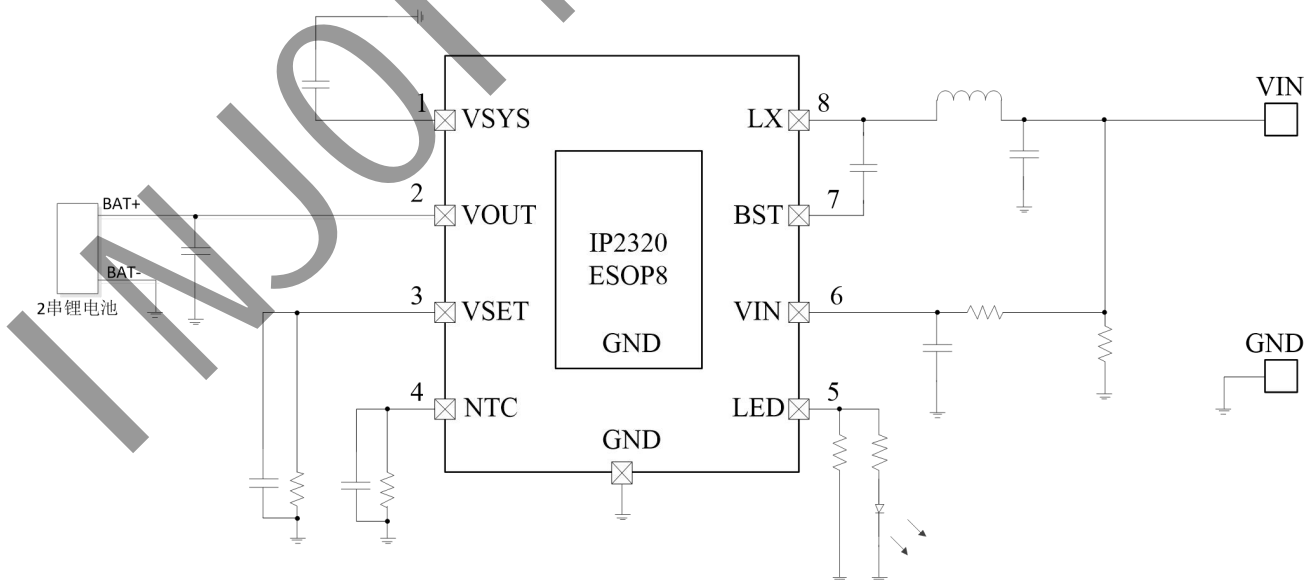 INJOI
1
VSYS
2
VOUT
3
VSET
4
NTC
BAT+
BAT-
2串锂电池
IP2320
ESOP8
GND
GND
LX
8
BST
7
VIN
6
LED
5
VIN
GND